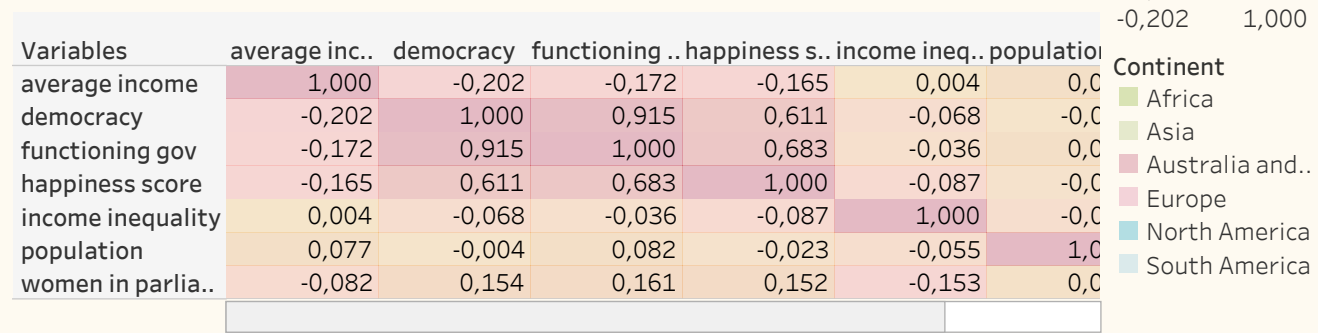 -0,202 1,000
Variables average inc.. democracy functioning .. happiness s.. income ineq.. population
average income 1,000 -0,202 -0,172 -0,165 0,004 0,0
democracy -0,202 1,000 0,915 0,611 -0,068 -0,0
functioning gov -0,172 0,915 1,000 0,683 -0,036 0,0
happiness score -0,165 0,611 0,683 1,000 -0,087 -0,0
income inequality 0,004 -0,068 -0,036 -0,087 1,000 -0,0
population 0,077 -0,004 0,082 -0,023 -0,055 1,0
women in parlia.. -0,082 0,154 0,161 0,152 -0,153 0,0
Continent
Africa
Asia
Australia and..
Europe
North America
South America